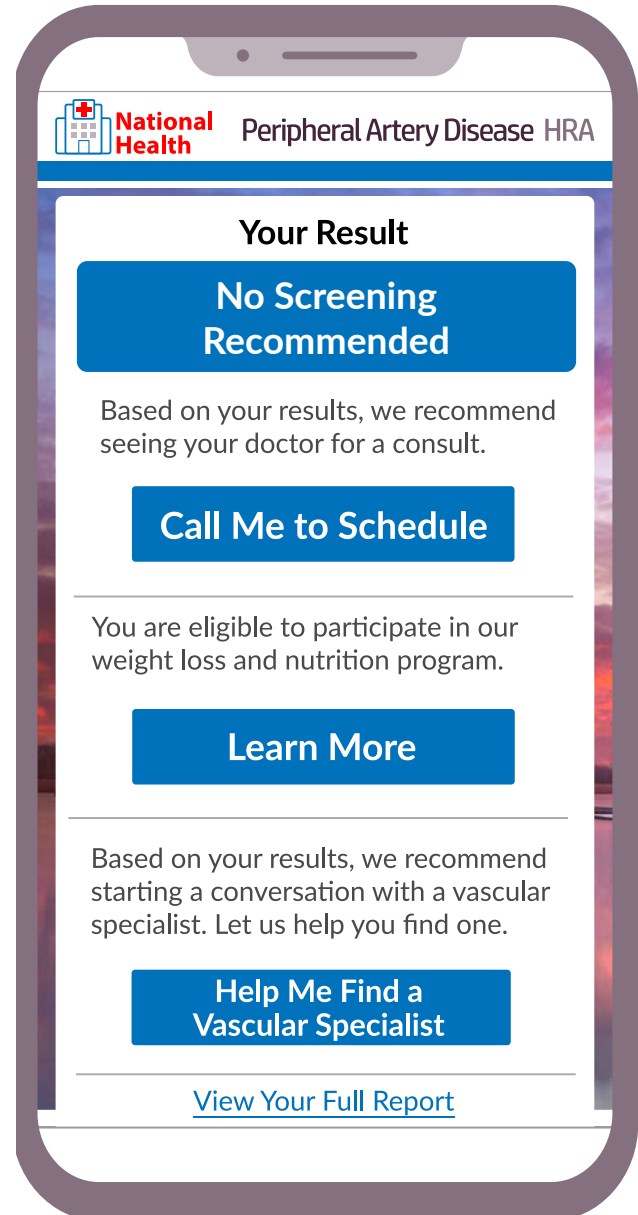 National
Health
Peripheral Artery Disease HRA
Your Result
No Screening
Recommended
Based on your results, we recommend
seeing your doctor for a consult.
Call Me to Schedule
You are eligible to participate in our
weight loss and nutrition program.
Learn More
Based on your results, we recommend
starting a conversation with a vascular
specialist. Let us help you find one.
Help Me Find a
Vascular Specialist
View Your Full Report